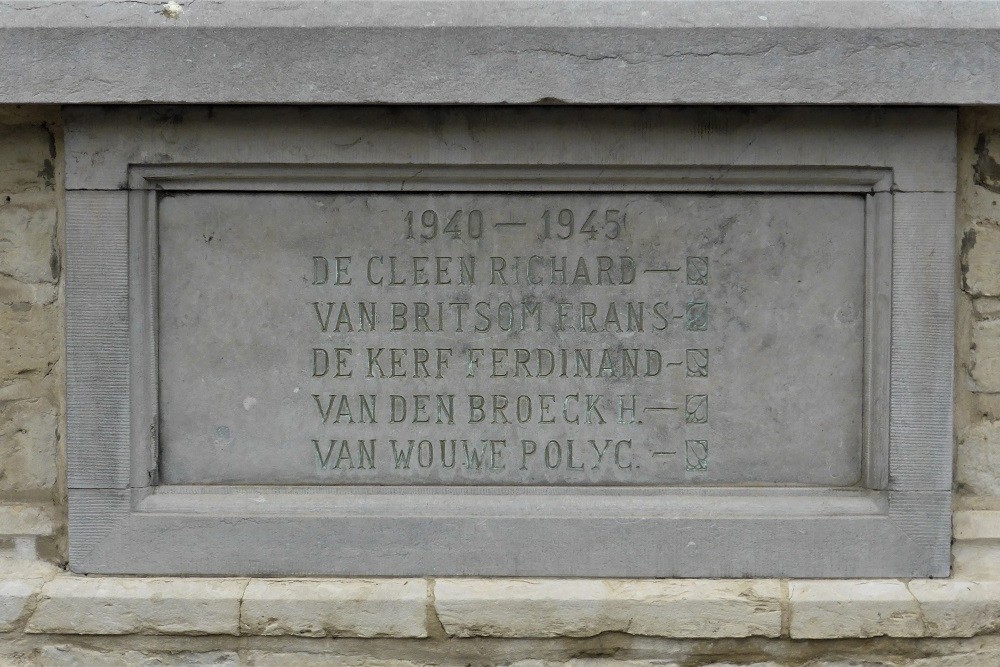 1940 — 1945
DE CLEEN RICHARD —
VAN BRITSOM FRANS -
DE KERF FERDINAND -
VAN DEN BROECK H. —
VAN WOUWE POLYC. —